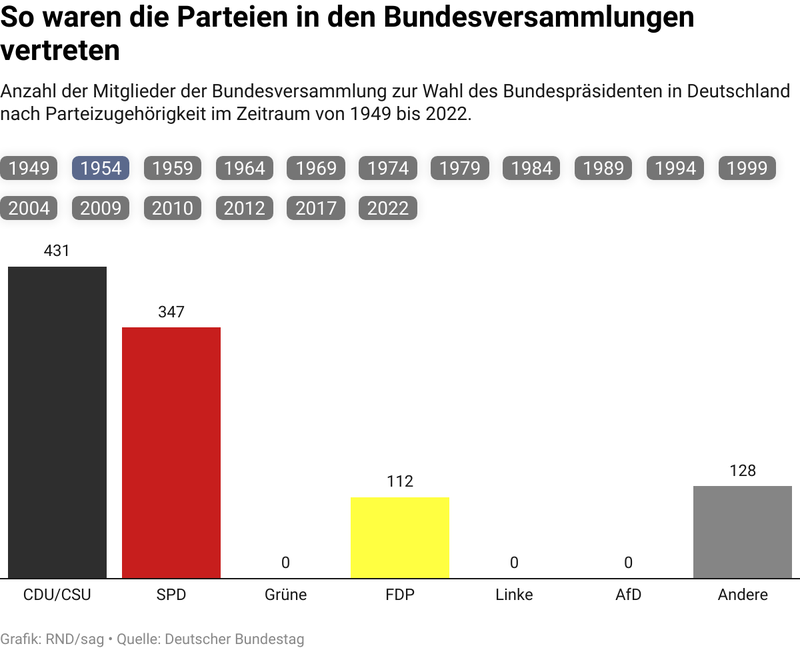 So waren die Parteien in den Bundesversammlungen
vertreten
Anzahl der Mitglieder der Bundesversammlung zur Wahl des Bundespräsidenten in Deutschland
nach Parteizugehörigkeit im Zeitraum von 1949 bis 2022.
1949 1954 1959 1964 1969 1974 1979 1984 1989 1994 1999
2004 2009 2010 2012 2017 2022
431
347
0
112
0
0
128
CDU/CSU SPD Grüne FDP Linke AfD Andere
Grafik: RND/sag • Quelle: Deutscher Bundestag